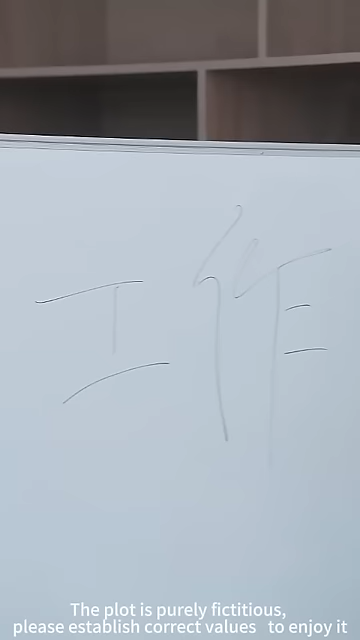 工作
The plot is purely fictitious,
please establish correct values to enjoy it